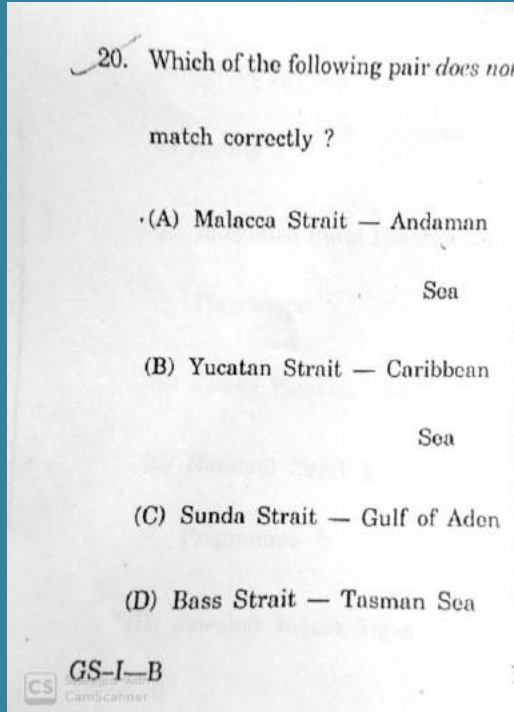 20. Which of the following pair does not
match correctly ?
(A) Malacca Strait — Andaman
Sea
(B) Yucatan Strait — Caribbean
Sea
(C) Sunda Strait — Gulf of Aden
(D) Bass Strait — Tasman Sea
GS–I—B
CS
CamScanner